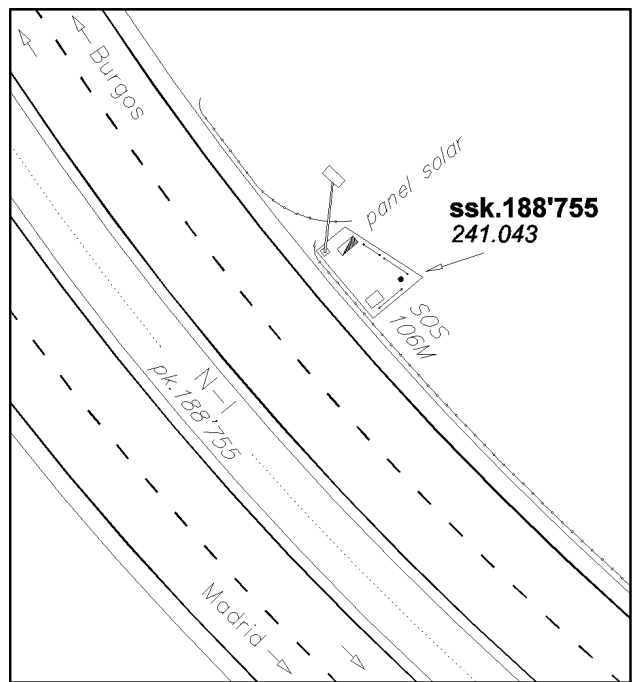 Burgos
panel solar
ssk.188'755
241.043
SOS
106M
N-I
pk.188'755
Madrid